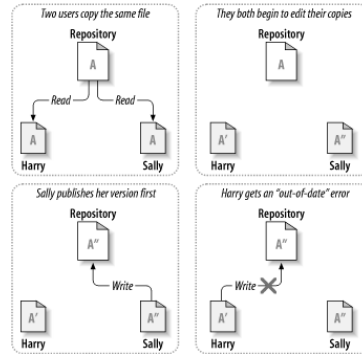 Two users copy the same file
Repository
A
Read
Read
A
A
Harry
Sally
They both begin to edit their copies
Repository
A
A'
A"
Harry
Sally
Sally publishes her version first
Repository
A"
Write
A'
A"
Harry
Sally
Harry gets an "out-of-date" error
Repository
A"
Write
A'
A"
Harry
Sally